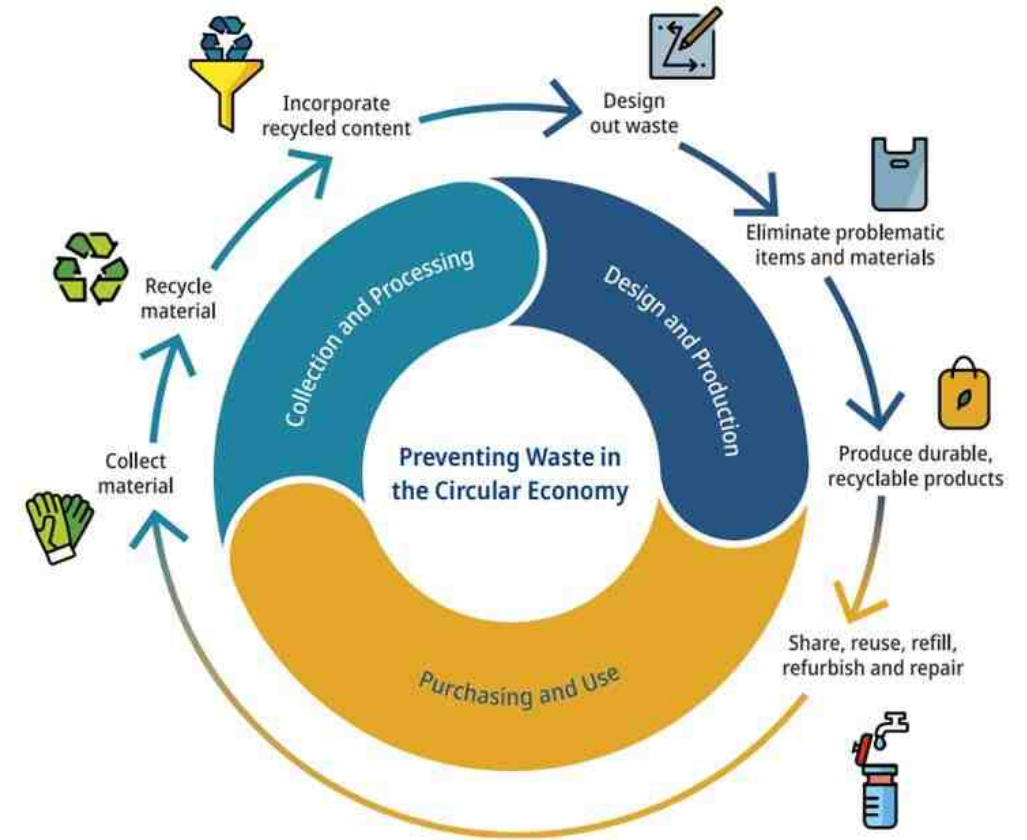 Incorporate
recycled content
Design
out waste
Eliminate problematic
items and materials
Recycle
material
Collection and Processing
Design and Production
Preventing Waste in
the Circular Economy
Collect
material
Produce durable,
recyclable products
Share, reuse, refill,
refurbish and repair
Purchasing and Use